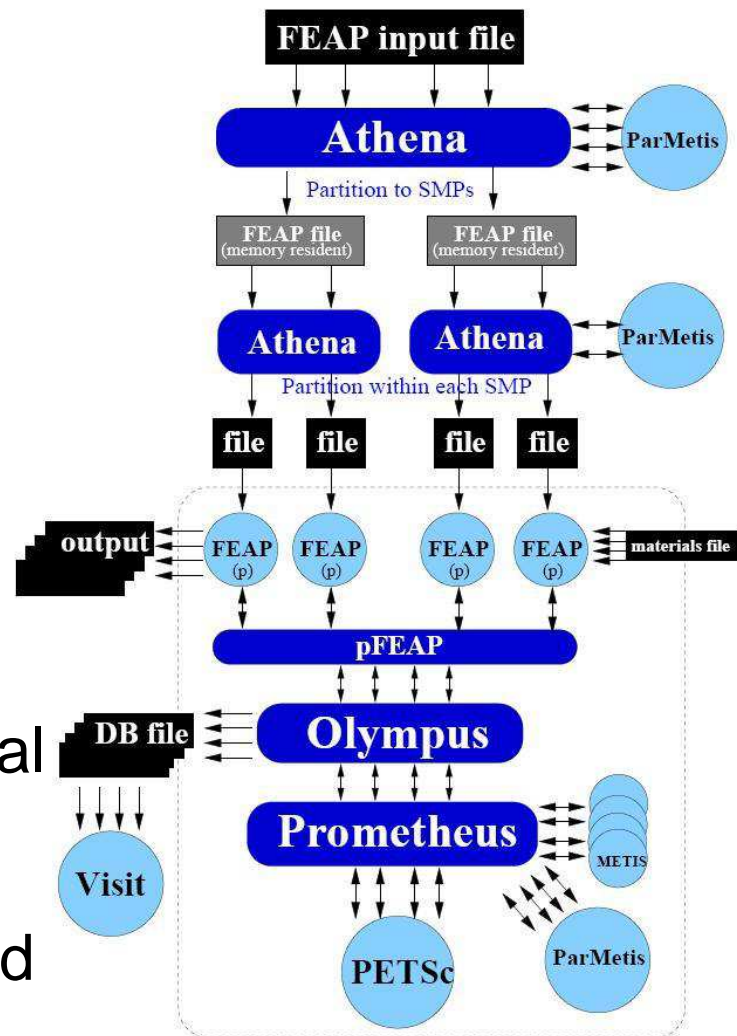 FEAP input file
Athena
ParMetis
Partition to SMPs
FEAP file
(memory resident)
FEAP file
(memory resident)
Athena
Athena
ParMetis
Partition within each SMP
file
file
file
file
output
FEAP
(p)
FEAP
(p)
FEAP
(p)
FEAP
(p)
materials file
pFEAP
al
DB file
Olympus
Prometheus
METIS
Visit
d
PETSc
ParMetis